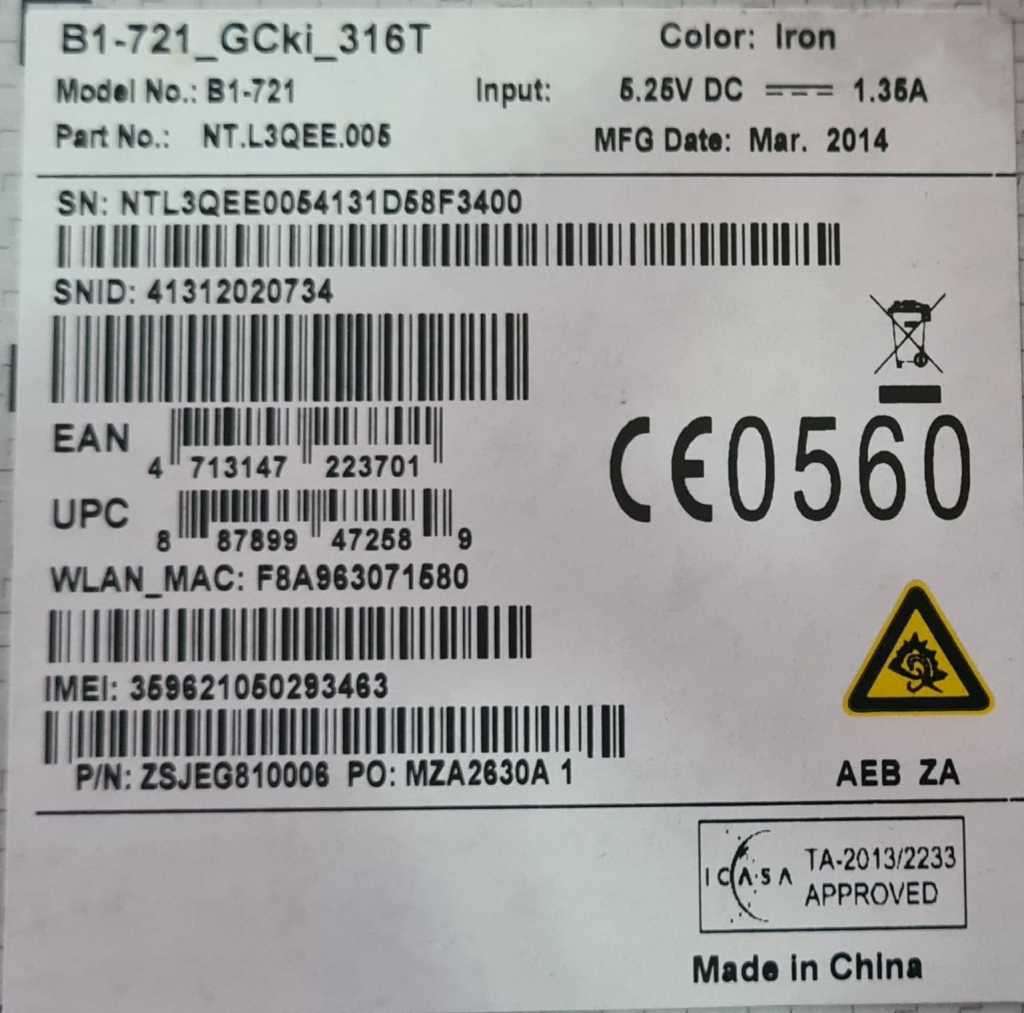 B1-721_GCki_316T Color: Iron
Model No.: B1-721 Input: 5.25V DC 1.35A
Part No.: NT.L3QEE.005 MFG Date: Mar. 2014
SN: NTL3QEE0054131D58F3400
SNID: 41312020734
EAN
4 713147 223701
UPC
8 87899 47258 9
CE0560
WLAN_MAC: F8A963071580
IMEI: 359621050293463
P/N: ZSJEG810006 PO: MZA2630A 1
AEB ZA
ICASA TA-2013/2233
APPROVED
Made in China